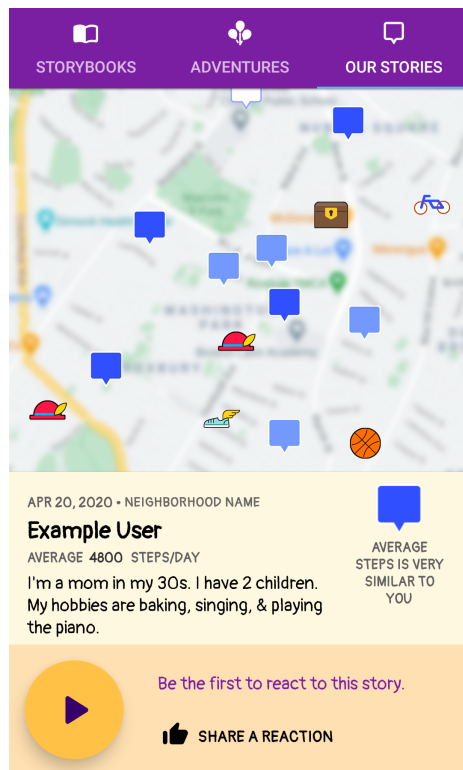 STORYBOOKS ADVENTURES OUR STORIES
APR 20, 2020 • NEIGHBORHOOD NAME
Example User
AVERAGE 4800 STEPS/DAY
I'm a mom in my 30s. I have 2 children.
My hobbies are baking, singing, & playing
the piano.
AVERAGE
STEPS IS VERY
SIMILAR TO
YOU
Be the first to react to this story.
SHARE A REACTION